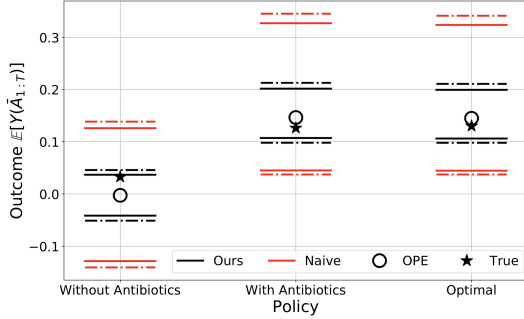 0.3
0.2
0.1
0.0
−0.1
Outcome 𝔼[Y(Ā₁:T)]
Ours Naive OPE True
Without Antibiotics With Antibiotics Optimal
Policy